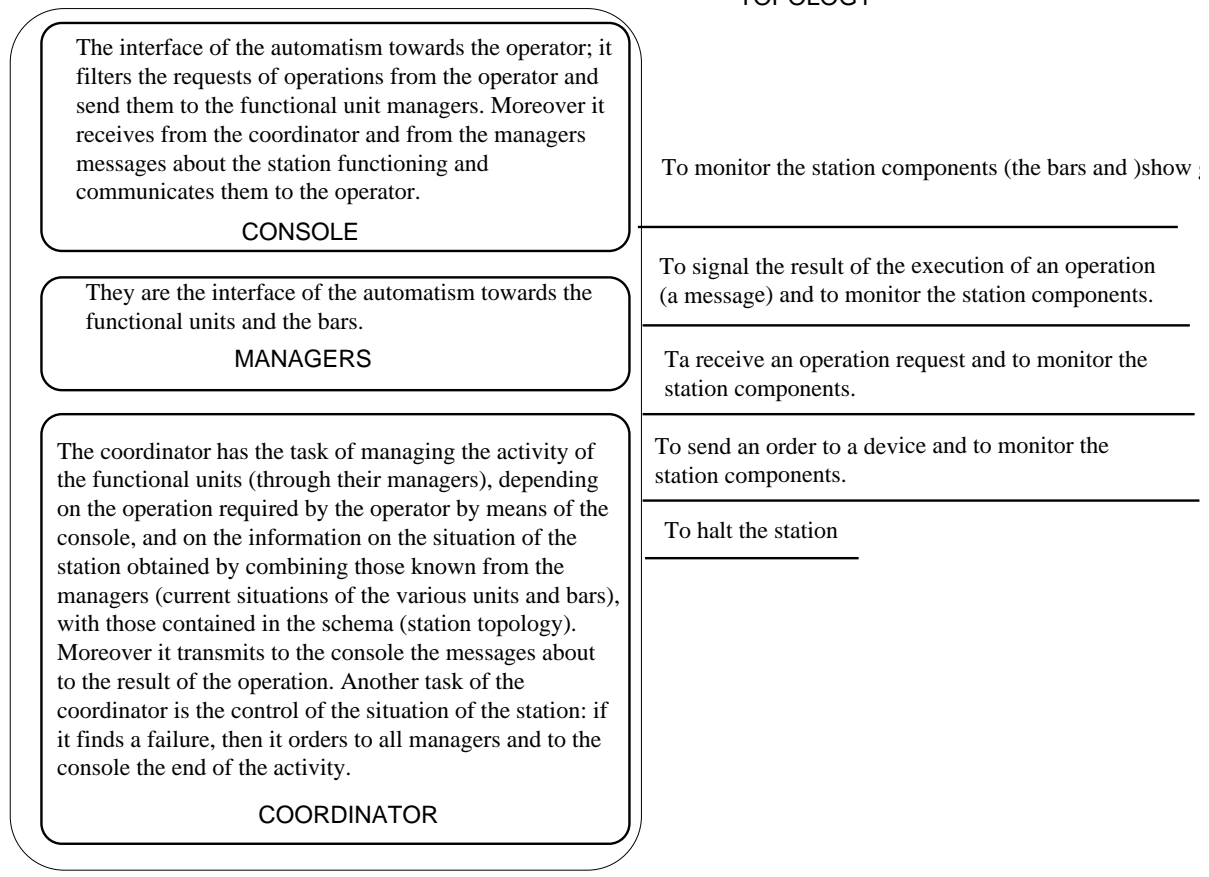 TOPOLOGY
The interface of the automatism towards the operator; it
filters the requests of operations from the operator and
send them to the functional unit managers. Moreover it
receives from the coordinator and from the managers
messages about the station functioning and
communicates them to the operator.
CONSOLE
They are the interface of the automatism towards the
functional units and the bars.
MANAGERS
The coordinator has the task of managing the activity of
the functional units (through their managers), depending
on the operation required by the operator by means of the
console, and on the information on the situation of the
station obtained by combining those known from the
managers (current situations of the various units and bars),
with those contained in the schema (station topology).
Moreover it transmits to the console the messages about
to the result of the operation. Another task of the
coordinator is the control of the situation of the station: if
it finds a failure, then it orders to all managers and to the
console the end of the activity.
COORDINATOR
To monitor the station components (the bars and )show
To signal the result of the execution of an operation
(a message) and to monitor the station components.
Ta receive an operation request and to monitor the
station components.
To send an order to a device and to monitor the
station components.
To halt the station